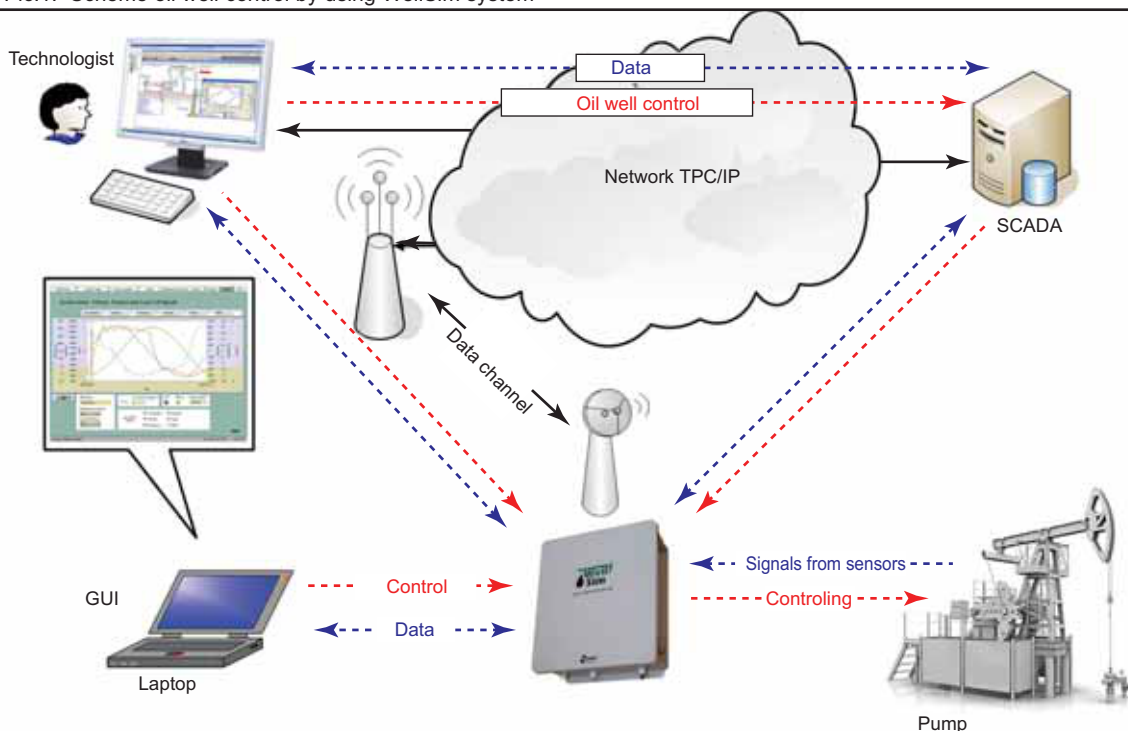 Technologist
Data
Oil well control
Network TPC/IP
SCADA
Data channel
Signals from sensors
GUI
Control
Controling
Data
Laptop
Pump